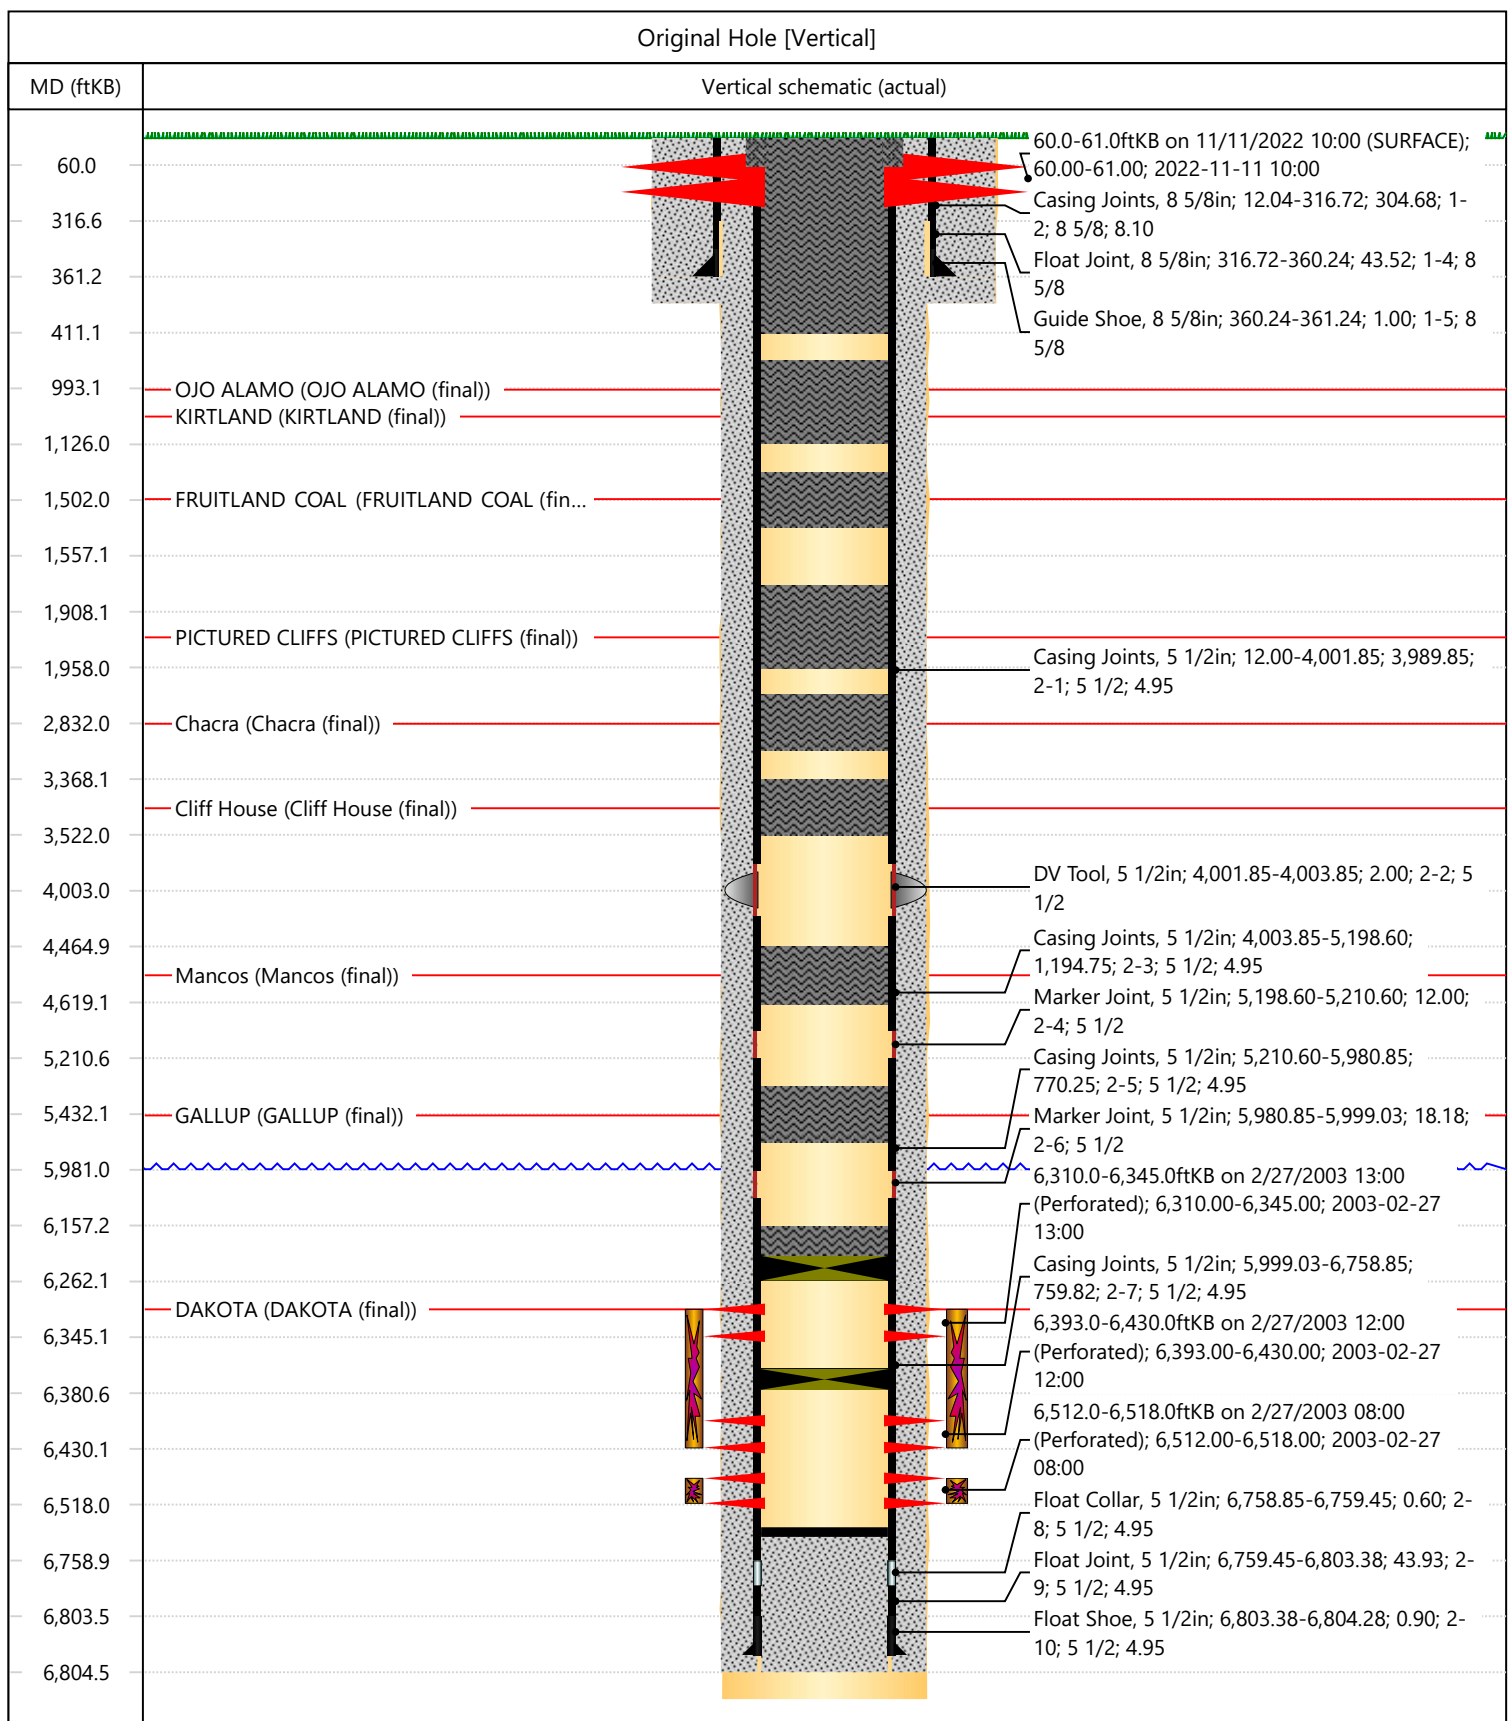 Original Hole [Vertical]
MD (ftKB)
Vertical schematic (actual)
60.0
316.6
361.2
411.1
993.1
1,126.0
1,502.0
1,557.1
1,908.1
1,958.0
2,832.0
3,368.1
3,522.0
4,003.0
4,464.9
4,619.1
5,210.6
5,432.1
5,981.0
6,157.2
6,262.1
6,345.1
6,380.6
6,430.1
6,518.0
6,758.9
6,803.5
6,804.5
OJO ALAMO (OJO ALAMO (final))
KIRTLAND (KIRTLAND (final))
FRUITLAND COAL (FRUITLAND COAL (fin...
PICTURED CLIFFS (PICTURED CLIFFS (final))
Chacra (Chacra (final))
Cliff House (Cliff House (final))
Mancos (Mancos (final))
GALLUP (GALLUP (final))
DAKOTA (DAKOTA (final))
60.0-61.0ftKB on 11/11/2022 10:00 (SURFACE);
60.00-61.00; 2022-11-11 10:00
Casing Joints, 8 5/8in; 12.04-316.72; 304.68; 1-
2; 8 5/8; 8.10
Float Joint, 8 5/8in; 316.72-360.24; 43.52; 1-4; 8
5/8
Guide Shoe, 8 5/8in; 360.24-361.24; 1.00; 1-5; 8
5/8
Casing Joints, 5 1/2in; 12.00-4,001.85; 3,989.85;
2-1; 5 1/2; 4.95
DV Tool, 5 1/2in; 4,001.85-4,003.85; 2.00; 2-2; 5
1/2
Casing Joints, 5 1/2in; 4,003.85-5,198.60;
1,194.75; 2-3; 5 1/2; 4.95
Marker Joint, 5 1/2in; 5,198.60-5,210.60; 12.00;
2-4; 5 1/2
Casing Joints, 5 1/2in; 5,210.60-5,980.85;
770.25; 2-5; 5 1/2; 4.95
Marker Joint, 5 1/2in; 5,980.85-5,999.03; 18.18;
2-6; 5 1/2
6,310.0-6,345.0ftKB on 2/27/2003 13:00
(Perforated); 6,310.00-6,345.00; 2003-02-27
13:00
Casing Joints, 5 1/2in; 5,999.03-6,758.85;
759.82; 2-7; 5 1/2; 4.95
6,393.0-6,430.0ftKB on 2/27/2003 12:00
(Perforated); 6,393.00-6,430.00; 2003-02-27
12:00
6,512.0-6,518.0ftKB on 2/27/2003 08:00
(Perforated); 6,512.00-6,518.00; 2003-02-27
08:00
Float Collar, 5 1/2in; 6,758.85-6,759.45; 0.60; 2-
8; 5 1/2; 4.95
Float Joint, 5 1/2in; 6,759.45-6,803.38; 43.93; 2-
9; 5 1/2; 4.95
Float Shoe, 5 1/2in; 6,803.38-6,804.28; 0.90; 2-
10; 5 1/2; 4.95